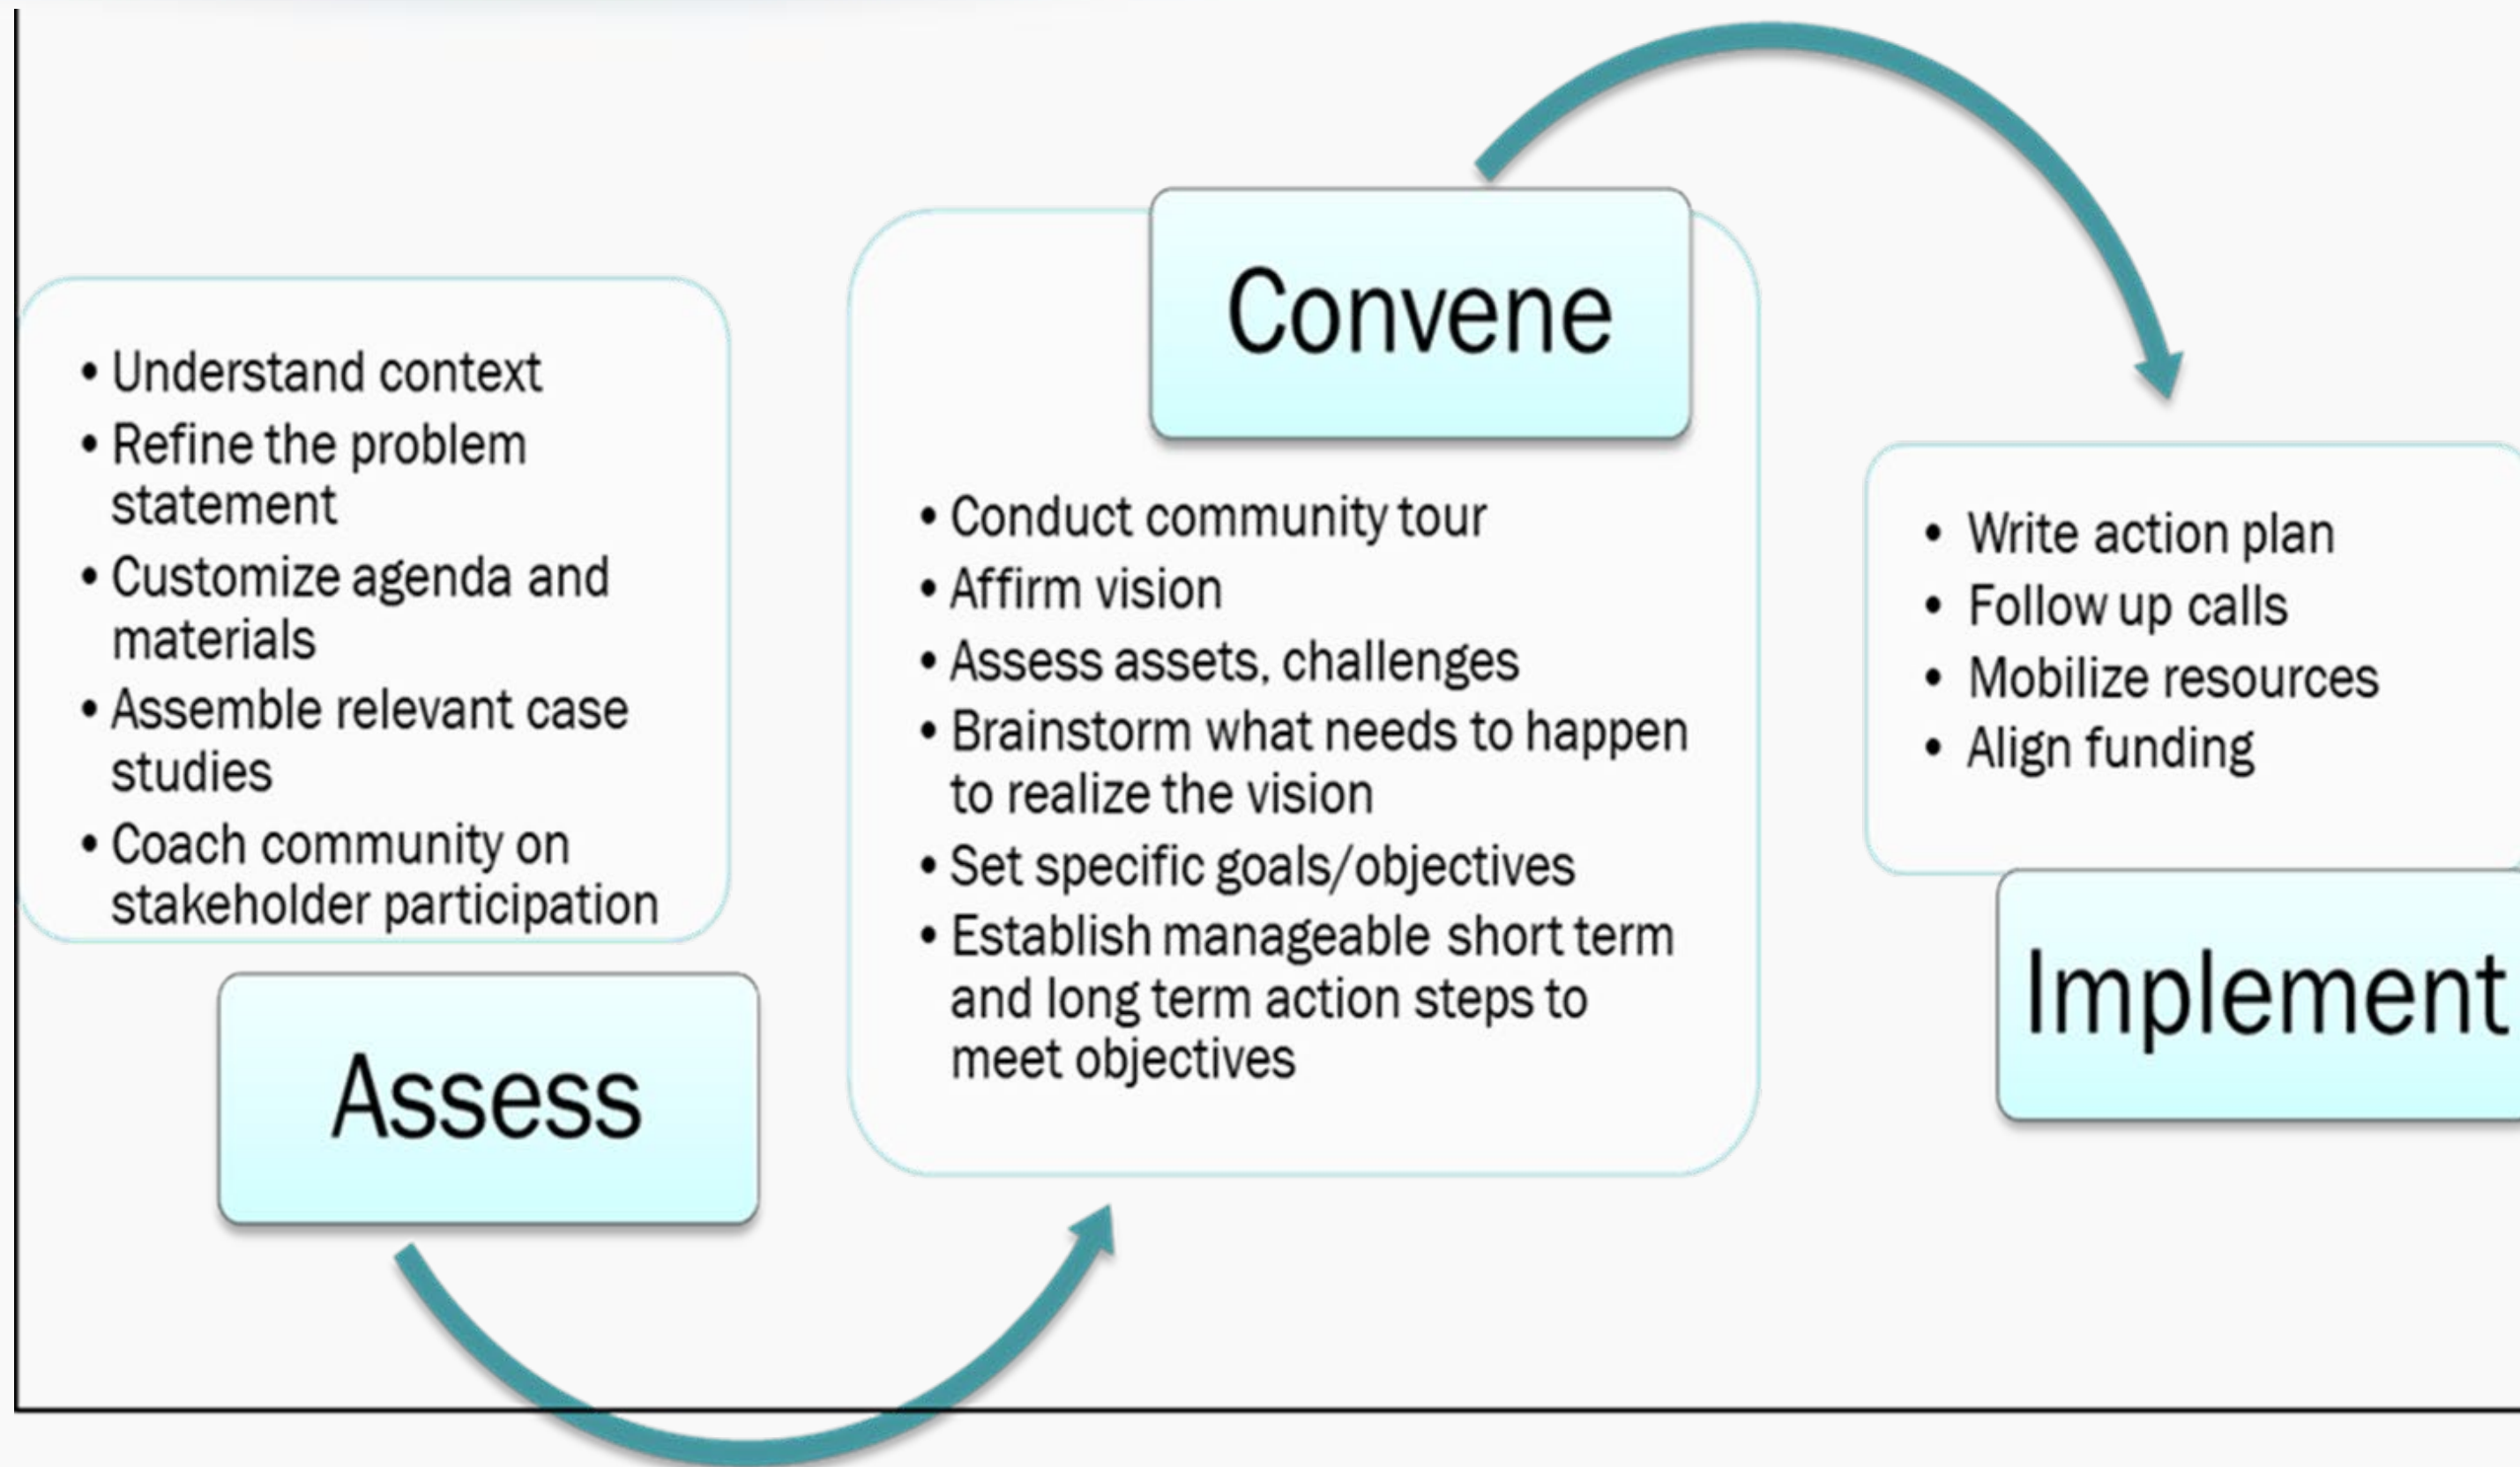 • Understand context
• Refine the problem
statement
• Customize agenda and
materials
• Assemble relevant case
studies
• Coach community on
stakeholder participation
Assess
Convene
• Conduct community tour
• Affirm vision
• Assess assets, challenges
• Brainstorm what needs to happen
to realize the vision
• Set specific goals/objectives
• Establish manageable short term
and long term action steps to
meet objectives
• Write action plan
• Follow up calls
• Mobilize resources
• Align funding
Implement